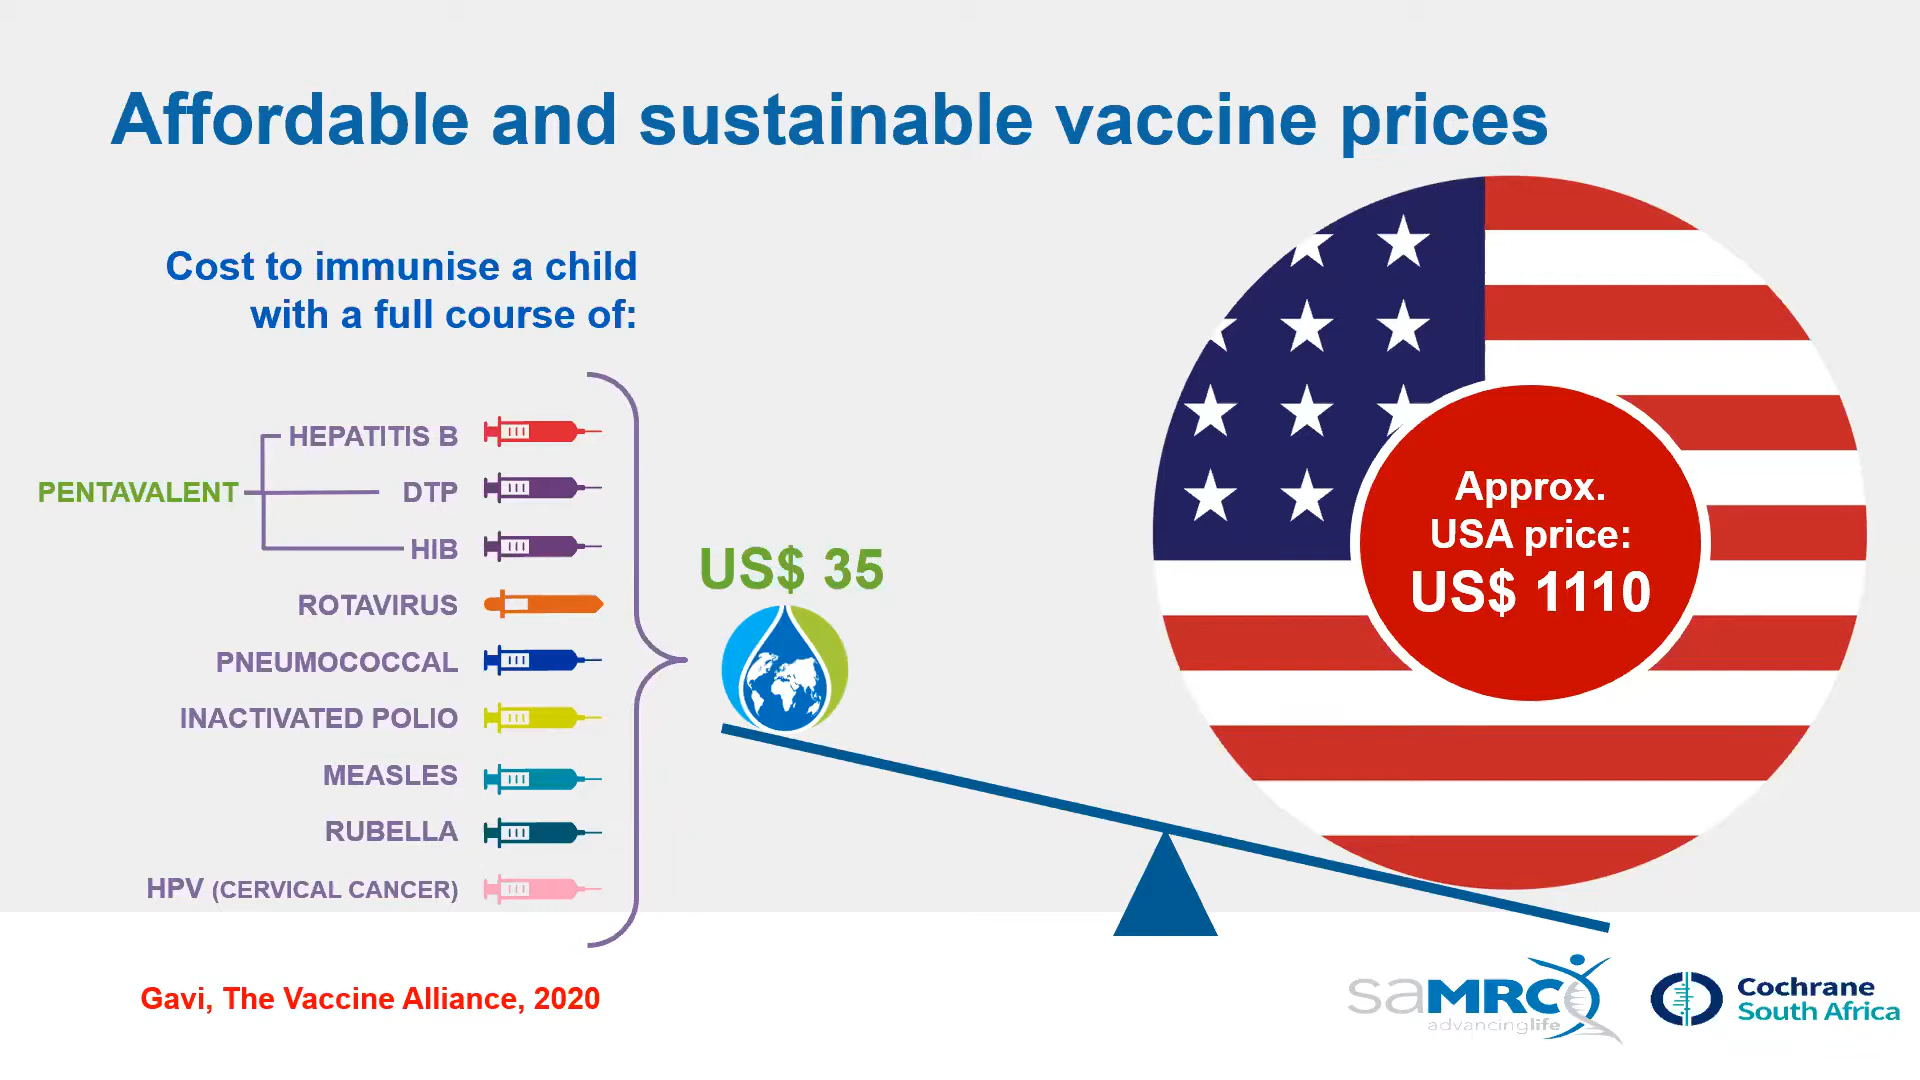 Affordable and sustainable vaccine prices
Cost to immunise a child
with a full course of:
HEPATITIS B
PENTAVALENT
DTP
HIB
ROTAVIRUS
PNEUMOCOCCAL
INACTIVATED POLIO
MEASLES
RUBELLA
HPV (CERVICAL CANCER)
US$ 35
Approx.
USA price:
US$ 1110
Gavi, The Vaccine Alliance, 2020
saMRC
advancinglife
Cochrane
South Africa